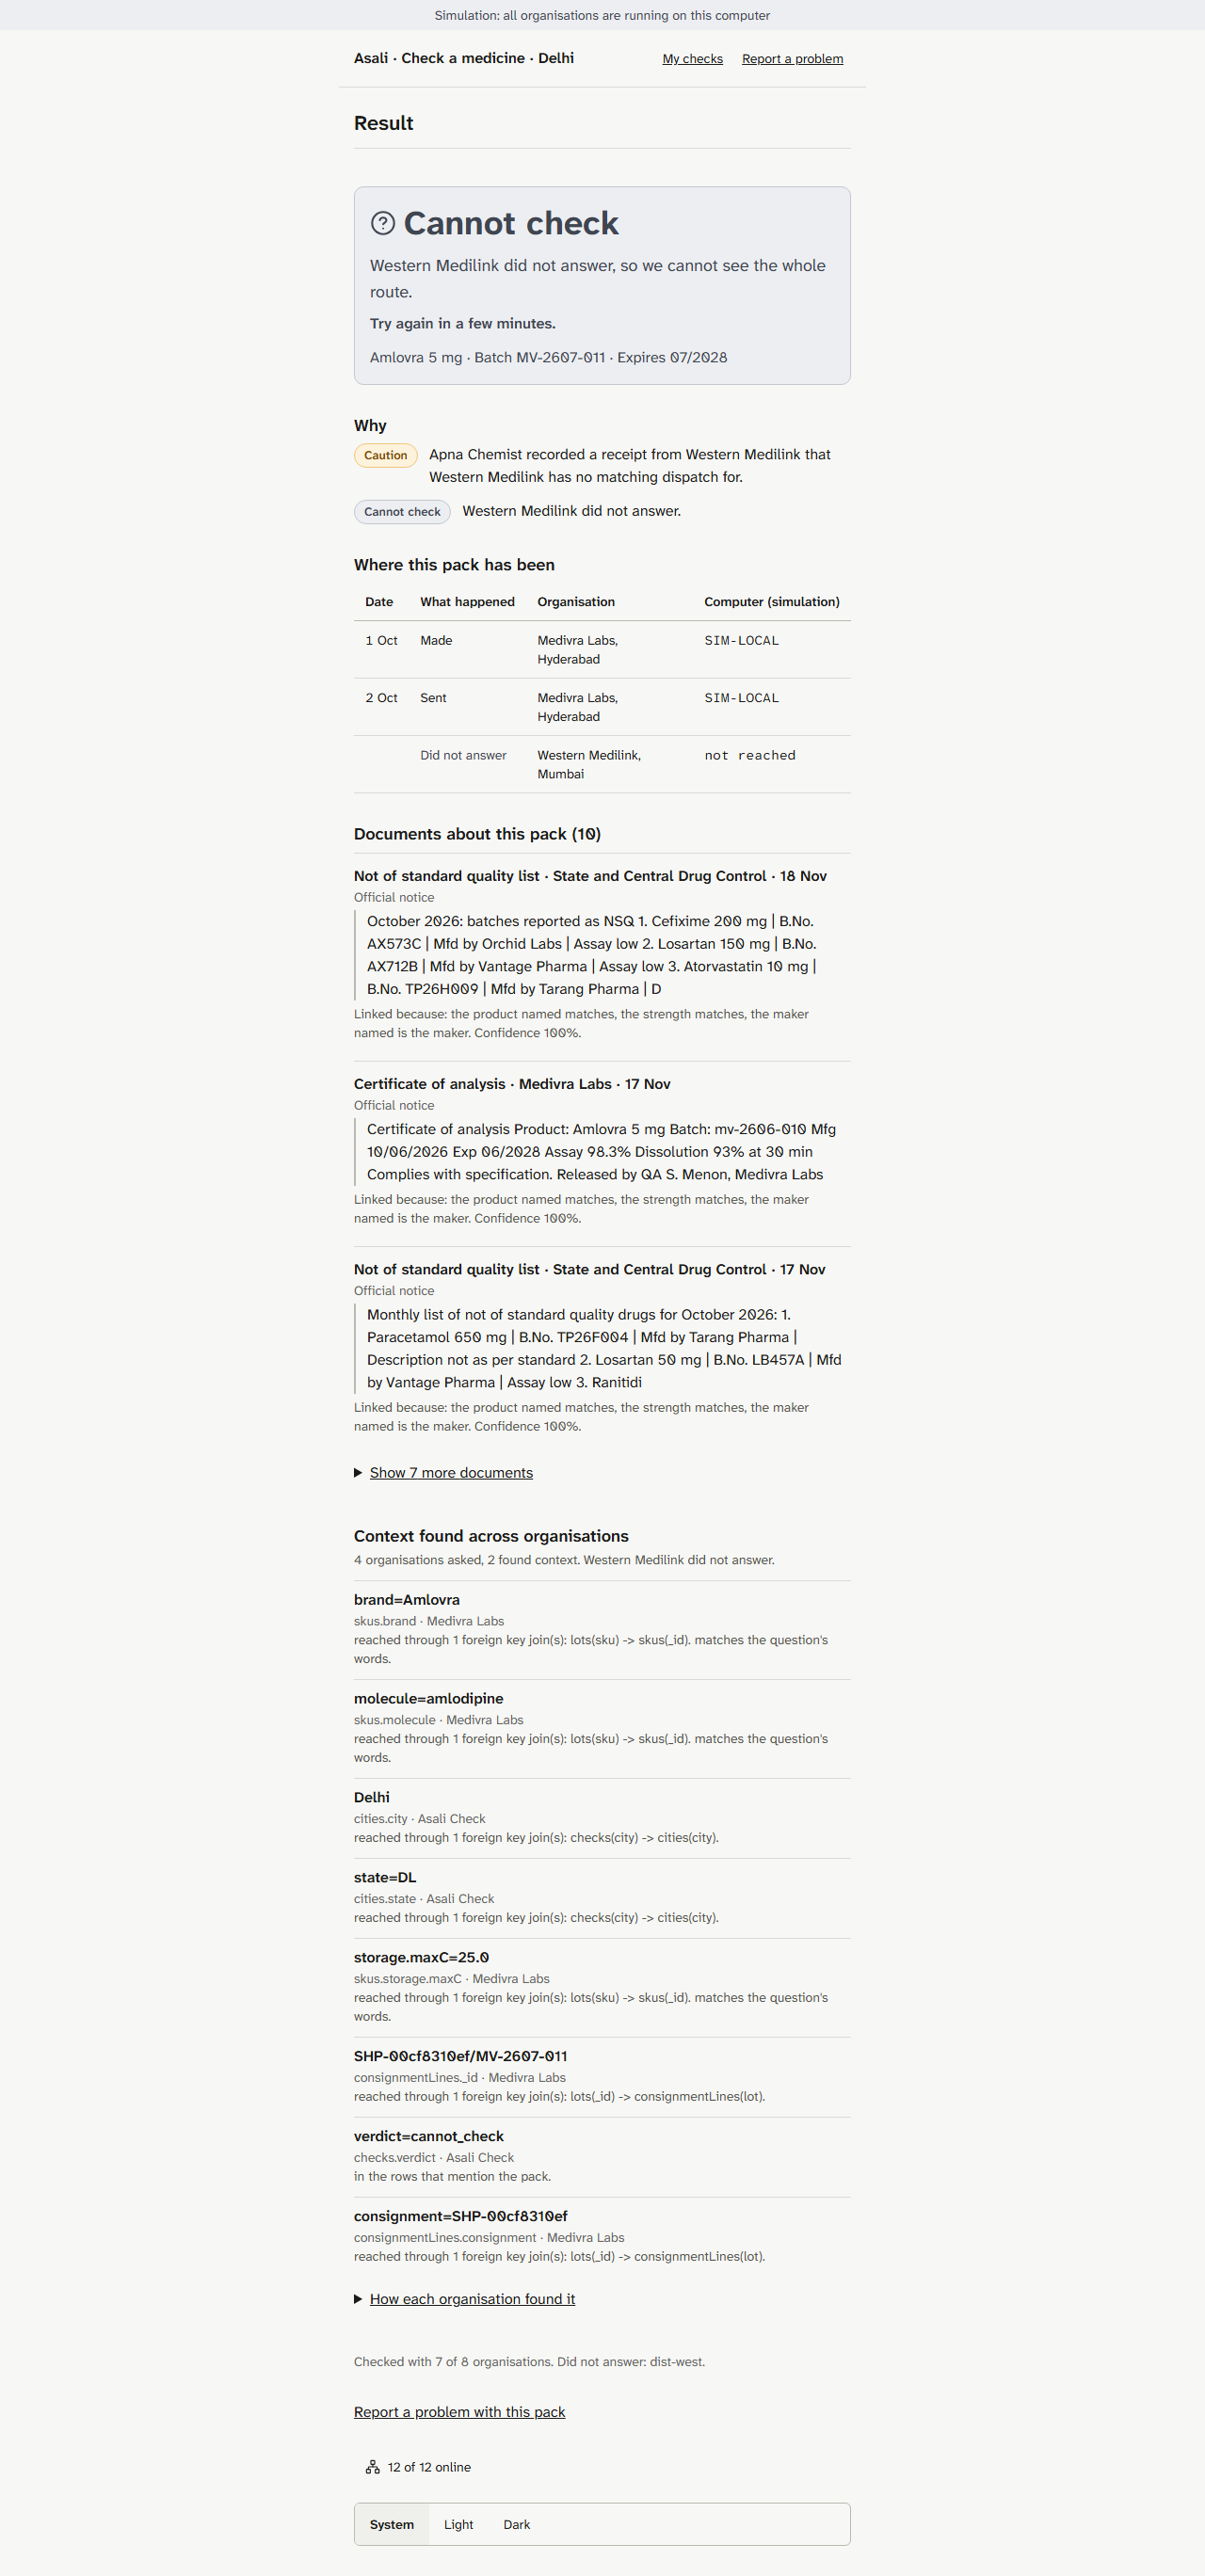 Simulation: all organisations are running on this computer
Asali · Check a medicine · Delhi
My checks
Report a problem
Result
Cannot check
Western Medilink did not answer, so we cannot see the whole
route.
Try again in a few minutes.
Amlovra 5 mg · Batch MV-2607-011 · Expires 07/2028
Why
Caution
Apna Chemist recorded a receipt from Western Medilink that
Western Medilink has no matching dispatch for.
Cannot check
Western Medilink did not answer.
Where this pack has been
Date What happened Organisation Computer (simulation)
1 Oct Made Medivra Labs, SIM-LOCAL
Hyderabad
2 Oct Sent Medivra Labs, SIM-LOCAL
Hyderabad
Did not answer Western Medilink, not reached
Mumbai
Documents about this pack (10)
Not of standard quality list · State and Central Drug Control · 18 Nov
Official notice
October 2026: batches reported as NSQ 1. Cefixime 200 mg | B.No.
AX573C | Mfd by Orchid Labs | Assay low 2. Losartan 150 mg | B.No.
AX712B | Mfd by Vantage Pharma | Assay low 3. Atorvastatin 10 mg |
B.No. TP26H009 | Mfd by Tarang Pharma | D
Linked because: the product named matches, the strength matches, the maker
named is the maker. Confidence 100%.
Certificate of analysis · Medivra Labs · 17 Nov
Official notice
Certificate of analysis Product: Amlovra 5 mg Batch: mv-2606-010 Mfg
10/06/2026 Exp 06/2028 Assay 98.3% Dissolution 93% at 30 min
Complies with specification. Released by QA S. Menon, Medivra Labs
Linked because: the product named matches, the strength matches, the maker
named is the maker. Confidence 100%.
Not of standard quality list · State and Central Drug Control · 17 Nov
Official notice
Monthly list of not of standard quality drugs for October 2026: 1.
Paracetamol 650 mg | B.No. TP26F004 | Mfd by Tarang Pharma |
Description not as per standard 2. Losartan 50 mg | B.No. LB457A | Mfd
by Vantage Pharma | Assay low 3. Ranitidi
Linked because: the product named matches, the strength matches, the maker
named is the maker. Confidence 100%.
Show 7 more documents
Context found across organisations
4 organisations asked, 2 found context. Western Medilink did not answer.
brand=Amlovra
skus.brand · Medivra Labs
reached through 1 foreign key join(s): lots(sku) -> skus(_id). matches the question's
words.
molecule=amlodipine
skus.molecule · Medivra Labs
reached through 1 foreign key join(s): lots(sku) -> skus(_id). matches the question's
words.
Delhi
cities.city · Asali Check
reached through 1 foreign key join(s): checks(city) -> cities(city).
state=DL
cities.state · Asali Check
reached through 1 foreign key join(s): checks(city) -> cities(city).
storage.maxC=25.0
skus.storage.maxC · Medivra Labs
reached through 1 foreign key join(s): lots(sku) -> skus(_id). matches the question's
words.
SHP-00cf8310ef/MV-2607-011
consignmentLines._id · Medivra Labs
reached through 1 foreign key join(s): lots(_id) -> consignmentLines(lot).
verdict=cannot_check
checks.verdict · Asali Check
in the rows that mention the pack.
consignment=SHP-00cf8310ef
consignmentLines.consignment · Medivra Labs
reached through 1 foreign key join(s): lots(_id) -> consignmentLines(lot).
How each organisation found it
Checked with 7 of 8 organisations. Did not answer: dist-west.
Report a problem with this pack
12 of 12 online
System Light Dark